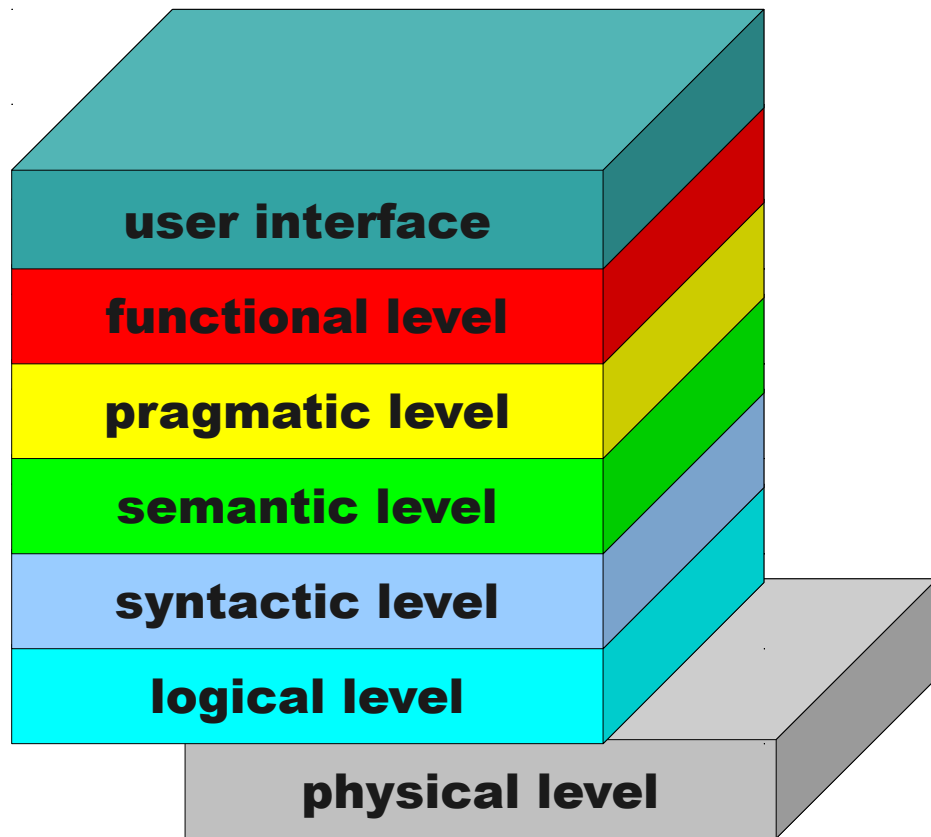 user interface
functional level
pragmatic level
semantic level
syntactic level
logical level
physical level